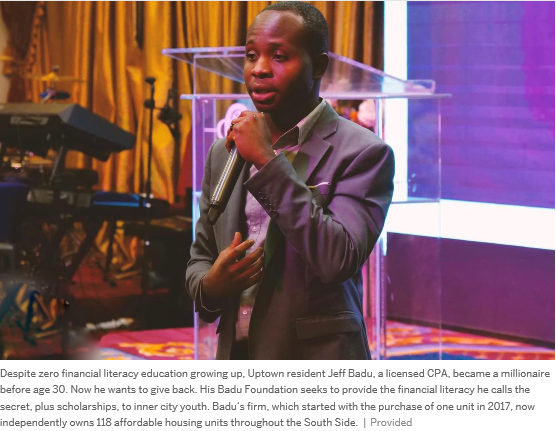 Despite zero financial literacy education growing up, Uptown resident Jeff Badu, a licensed CPA, became a millionaire
before age 30. Now he wants to give back. His Badu Foundation seeks to provide the financial literacy he calls the
secret, plus scholarships, to inner city youth. Badu's firm, which started with the purchase of one unit in 2017, now
independently owns 118 affordable housing units throughout the South Side. | Provided